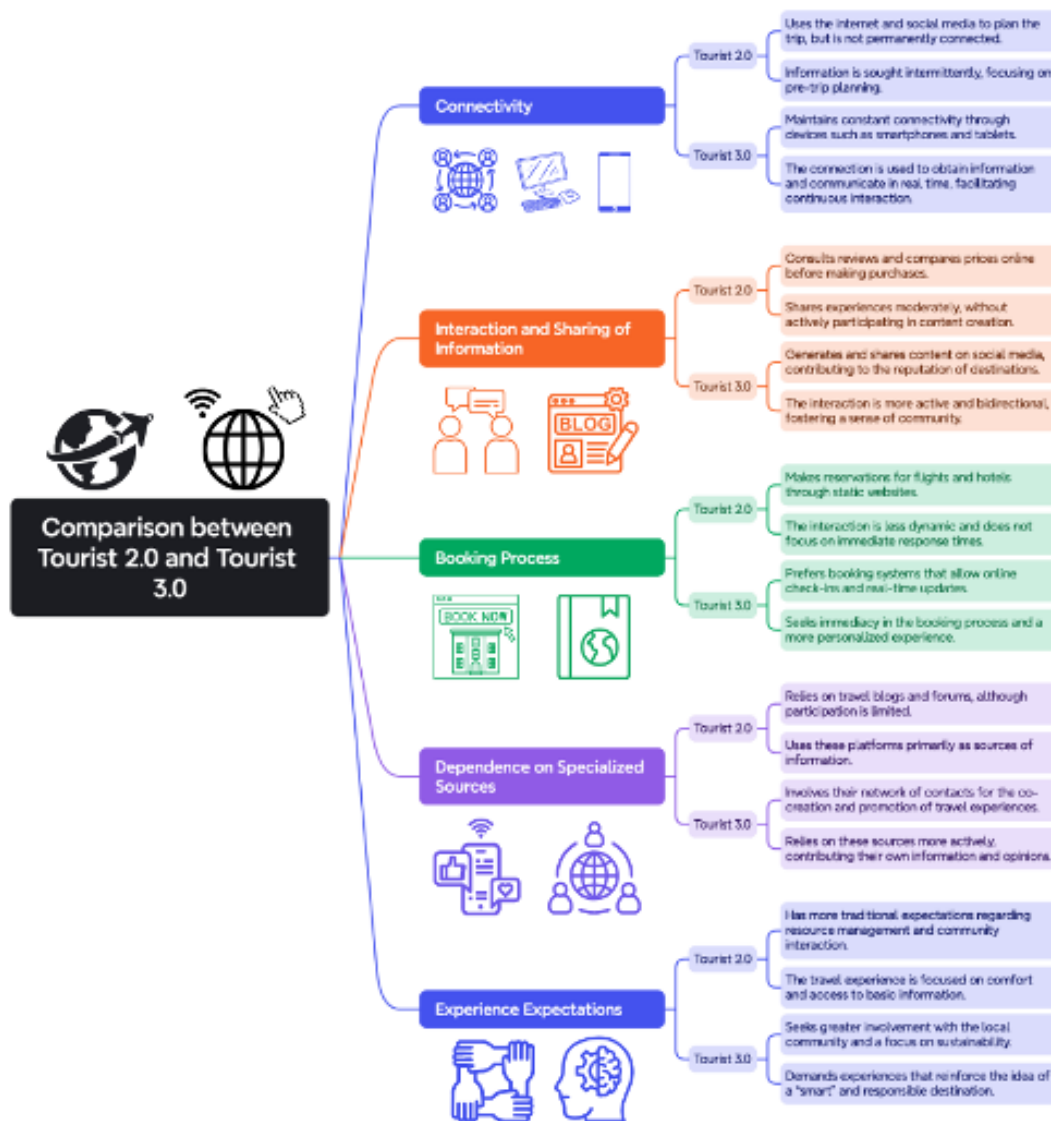 Comparison between
Tourist 2.0 and Tourist
3.0
Connectivity
Tourist 2.0
Uses the internet and social media to plan the
trip, but is not permanently connected.
Information is sought intermittently, focusing on
pre-trip planning.
Tourist 3.0
Maintains constant connectivity through
devices such as smartphones and tablets.
The connection is used to obtain information
and communicate in real time, facilitating
continuous interaction.
Interaction and Sharing of
Information
BLOG
Tourist 2.0
Consults reviews and compares prices online
before making purchases.
Shares experiences moderately, without
actively participating in content creation.
Tourist 3.0
Generates and shares content on social media,
contributing to the reputation of destinations.
The interaction is more active and bidirectional,
fostering a sense of community.
Booking Process
BOOK NOW
Tourist 2.0
Makes reservations for flights and hotels
through static websites.
The interaction is less dynamic and does not
focus on immediate response times.
Tourist 3.0
Prefers booking systems that allow online
check-ins and real-time updates.
Seeks immediacy in the booking process and a
more personalized experience.
Dependence on Specialized
Sources
Tourist 2.0
Relies on travel blogs and forums, although
participation is limited.
Uses these platforms primarily as sources of
information.
Tourist 3.0
Involves their network of contacts for the co-
creation and promotion of travel experiences.
Relies on these sources more actively,
contributing their own information and opinions.
Experience Expectations
Tourist 2.0
Has more traditional expectations regarding
resource management and community
interaction.
The travel experience is focused on comfort
and access to basic information.
Tourist 3.0
Seeks greater involvement with the local
community and a focus on sustainability.
Demands experiences that reinforce the idea of
a "smart" and responsible destination.